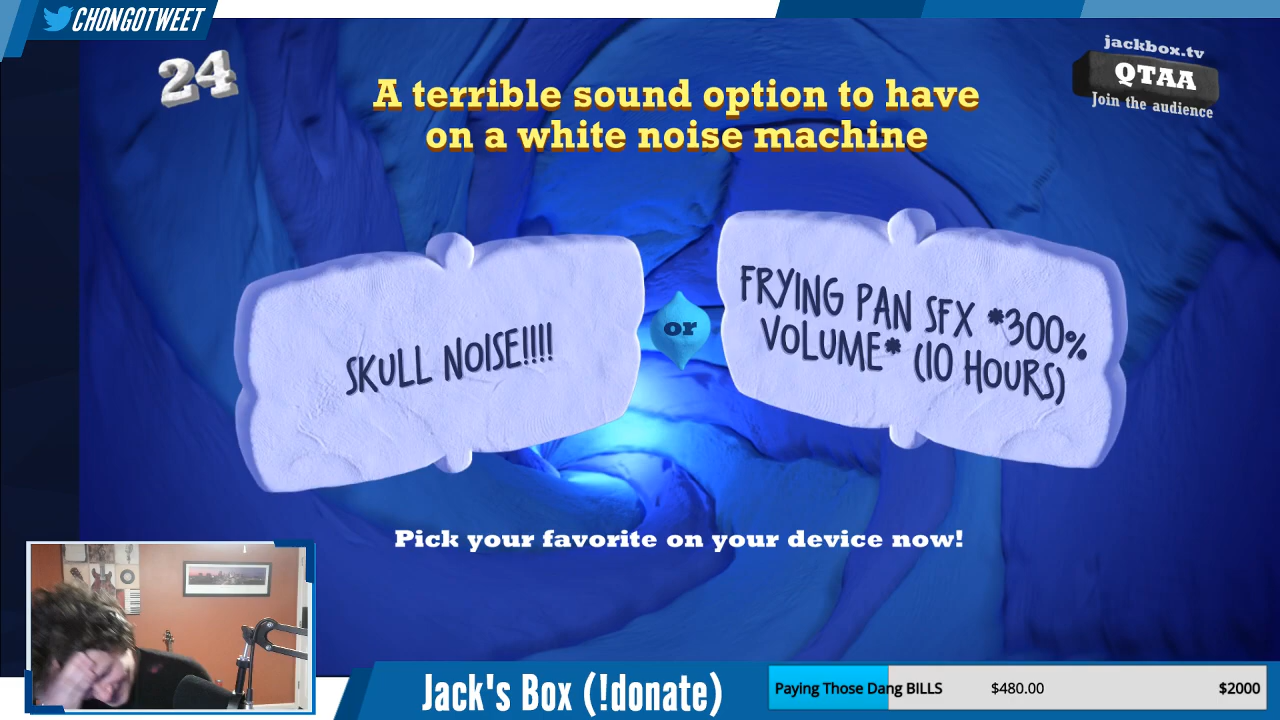 CHONGOTWEET
24
jackbox.tv
QTAA
Join the audience
A terrible sound option to have
on a white noise machine
SKULL NOISE!!!!
or
FRYING PAN SFX *300%
VOLUME* (10 HOURS)
Pick your favorite on your device now!
Jack's Box (!donate)
Paying Those Dang BILLS $480.00 $2000